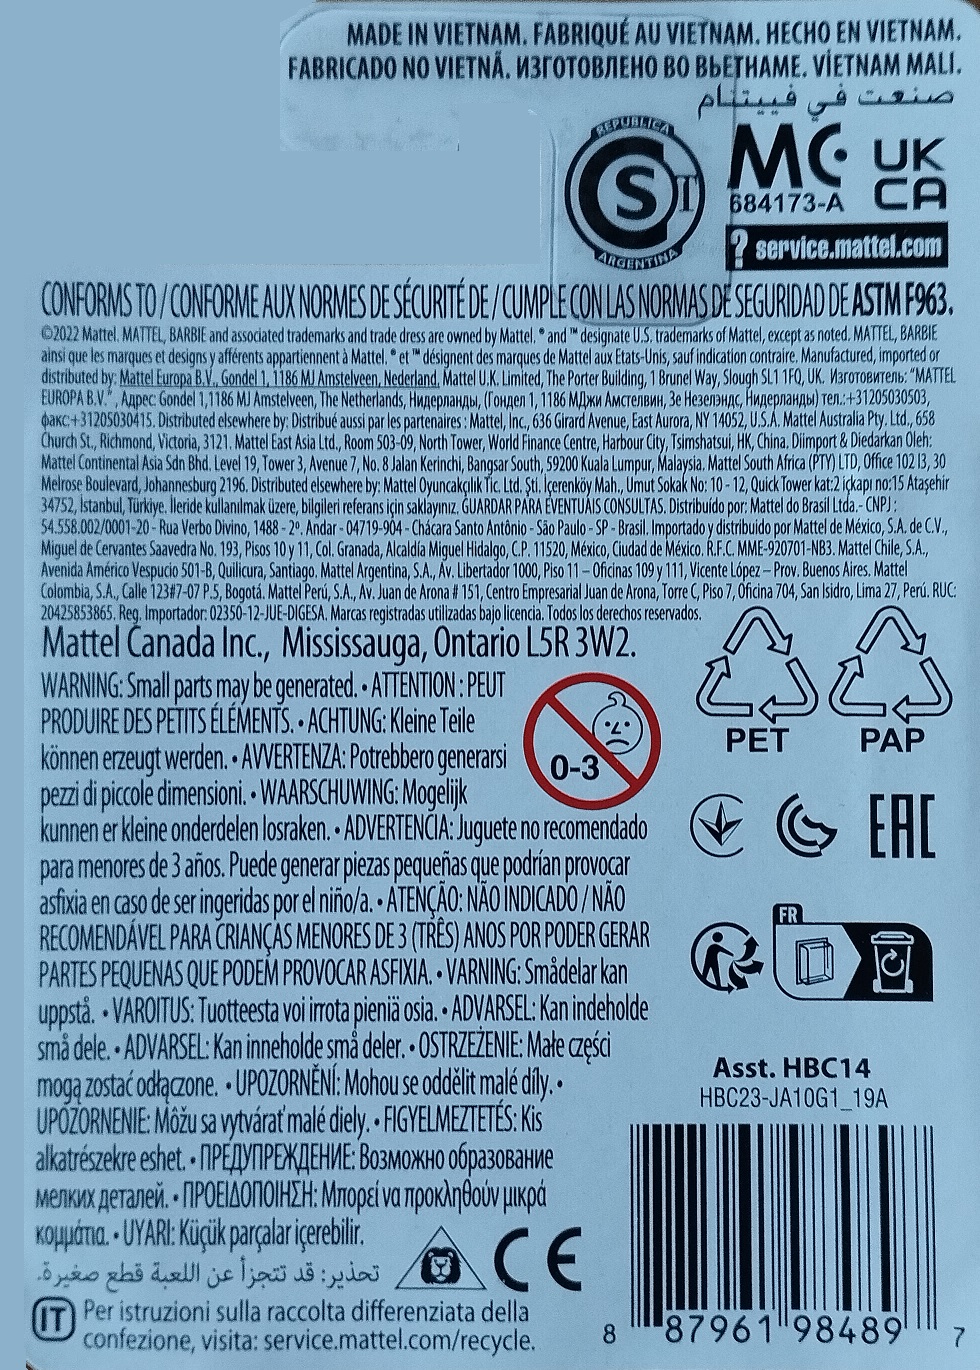 MADE IN VIETNAM. FABRIQUÉ AU VIETNAM. HECHO EN VIETNAM.
FABRICADO NO VIETNÃ. ИЗГОТОВЛЕНО ВО ВЬЕТНАМЕ. VİETNAM MALI.
صنعت في فييتنام
REPUBLICA
S T
ARGENTINA
MC
684173-A
UK
CA
? service.mattel.com
CONFORMS TO / CONFORME AUX NORMES DE SÉCURITÉ DE / CUMPLE CON LAS NORMAS DE SEGURIDAD DE ASTM F963.
©2022 Mattel. MATTEL, BARBIE and associated trademarks and trade dress are owned by Mattel. ® and ™ designate U.S. trademarks of Mattel, except as noted. MATTEL, BARBIE
ainsi que les marques et designs y afférents appartiennent à Mattel. ® et ™ désignent des marques de Mattel aux Etats-Unis, sauf indication contraire. Manufactured, imported or
distributed by: Mattel Europa B.V., Gondel 1, 1186 MJ Amstelveen, Nederland. Mattel U.K. Limited, The Porter Building, 1 Brunel Way, Slough SL1 1FQ, UK. Изготовитель: "MATTEL
EUROPA B.V.", Адрес: Gondel 1,1186 MJ Amstelveen, The Netherlands, Нидерланды, (Гондел 1, 1186 МДжи Амстелвин, Зе Незелэндс, Нидерланды) тел.:+31205030503,
факс:+31205030415. Distributed elsewhere by: Distribué aussi par les partenaires : Mattel, Inc., 636 Girard Avenue, East Aurora, NY 14052, U.S.A. Mattel Australia Pty. Ltd., 658
Church St., Richmond, Victoria, 3121. Mattel East Asia Ltd., Room 503-09, North Tower, World Finance Centre, Harbour City, Tsimshatsui, HK, China. Diimport & Diedarkan Oleh:
Mattel Continental Asia Sdn Bhd. Level 19, Tower 3, Avenue 7, No. 8 Jalan Kerinchi, Bangsar South, 59200 Kuala Lumpur, Malaysia. Mattel South Africa (PTY) LTD, Office 102 I3, 30
Melrose Boulevard, Johannesburg 2196. Distributed elsewhere by: Mattel Oyuncakçılık Tic. Ltd. Şti. İçerenköy Mah., Umut Sokak No: 10 - 12, Quick Tower kat:2 içkapı no:15 Ataşehir
34752, İstanbul, Türkiye. İleride kullanılmak üzere, bilgileri referans için saklayınız. GUARDAR PARA EVENTUAIS CONSULTAS. Distribuído por: Mattel do Brasil Ltda.- CNPJ :
54.558.002/0001-20 - Rua Verbo Divino, 1488 - 2º. Andar - 04719-904 - Chácara Santo Antônio - São Paulo - SP - Brasil. Importado y distribuido por Mattel de México, S.A. de C.V.,
Miguel de Cervantes Saavedra No. 193, Pisos 10 y 11, Col. Granada, Alcaldía Miguel Hidalgo, C.P. 11520, México, Ciudad de México. R.F.C. MME-920701-NB3. Mattel Chile, S.A.,
Avenida Américo Vespucio 501-B, Quilicura, Santiago. Mattel Argentina, S.A., Av. Libertador 1000, Piso 11 – Oficinas 109 y 111, Vicente López – Prov. Buenos Aires. Mattel
Colombia, S.A., Calle 123#7-07 P.5, Bogotá. Mattel Perú, S.A., Av. Juan de Arona # 151, Centro Empresarial Juan de Arona, Torre C, Piso 7, Oficina 704, San Isidro, Lima 27, Perú. RUC:
20425853865. Reg. Importador: 02350-12-JUE-DIGESA. Marcas registradas utilizadas bajo licencia. Todos los derechos reservados.
Mattel Canada Inc., Mississauga, Ontario L5R 3W2.
WARNING: Small parts may be generated. • ATTENTION : PEUT
PRODUIRE DES PETITS ÉLÉMENTS. • ACHTUNG: Kleine Teile
können erzeugt werden. • AVVERTENZA: Potrebbero generarsi
pezzi di piccole dimensioni. • WAARSCHUWING: Mogelijk
kunnen er kleine onderdelen losraken. • ADVERTENCIA: Juguete no recomendado
para menores de 3 años. Puede generar piezas pequeñas que podrían provocar
asfixia en caso de ser ingeridas por el niño/a. • ATENÇÃO: NÃO INDICADO / NÃO
RECOMENDÁVEL PARA CRIANÇAS MENORES DE 3 (TRÊS) ANOS POR PODER GERAR
PARTES PEQUENAS QUE PODEM PROVOCAR ASFIXIA. • VARNING: Smådelar kan
uppstå. • VAROITUS: Tuotteesta voi irrota pieniä osia. • ADVARSEL: Kan indeholde
små dele. • ADVARSEL: Kan inneholde små deler. • OSTRZEŻENIE: Małe części
mogą zostać odłączone. • UPOZORNĚNÍ: Mohou se oddělit malé díly. •
UPOZORNENIE: Môžu sa vytvárať malé diely. • FIGYELMEZTETÉS: Kis
alkatrészekre eshet. • ПРЕДУПРЕЖДЕНИЕ: Возможно образование
мелких деталей. • ΠΡΟΕΙΔΟΠΟΙΗΣΗ: Μπορεί να προκληθούν μικρά
κομμάτια. • UYARI: Küçük parçalar içerebilir.
تحذير: قد تتجزأ عن اللعبة قطع صغيرة.
CE
IT Per istruzioni sulla raccolta differenziata della
confezione, visita: service.mattel.com/recycle.
0-3
PET
PAP
EAC
FR
Asst. HBC14
HBC23-JA10G1_19A
8 87961 98489 7